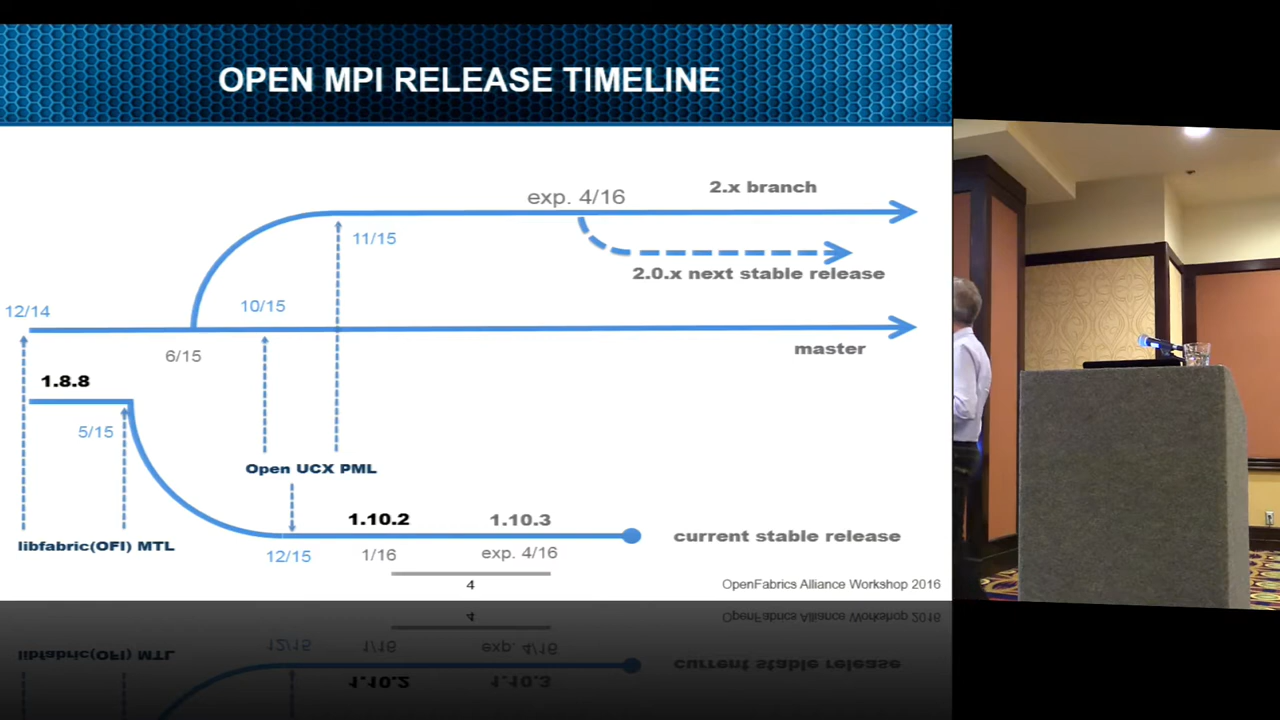 OPEN MPI RELEASE TIMELINE
2.x branch
exp. 4/16
11/15
2.0.x next stable release
12/14
10/15
master
6/15
1.8.8
5/15
Open UCX PML
1.10.2
1.10.3
current stable release
libfabric(OFI) MTL
12/15
1/16
exp. 4/16
4
OpenFabrics Alliance Workshop 2016